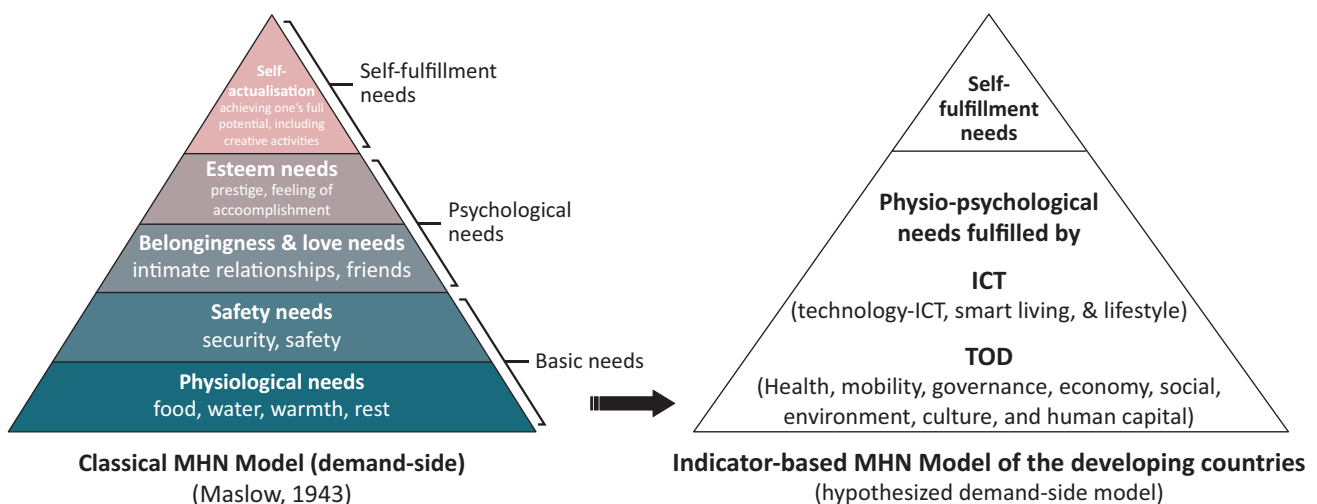 Self-
actualisation
achieving one's full
potential, including
creative activities
Esteem needs
prestige, feeling of
accoomplishment
Belongingness & love needs
intimate relationships, friends
Safety needs
security, safety
Physiological needs
food, water, warmth, rest
Self-fulfillment
needs
Psychological
needs
Basic needs
Classical MHN Model (demand-side)
(Maslow, 1943)
Self-
fulfillment
needs
Physio-psychological
needs fulfilled by
ICT
(technology-ICT, smart living, & lifestyle)
TOD
(Health, mobility, governance, economy, social,
environment, culture, and human capital)
Indicator-based MHN Model of the developing countries
(hypothesized demand-side model)